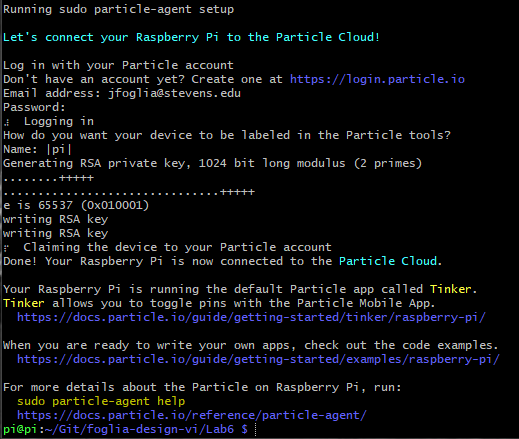 Running sudo particle-agent setup
Let's connect your Raspberry Pi to the Particle Cloud!
Log in with your Particle account
Don't have an account yet? Create one at https://login.particle.io
Email address: jfoglia@stevens.edu
Password:
Logging in
How do you want your device to be labeled in the Particle tools?
Name: |pi|
Generating RSA private key, 1024 bit long modulus (2 primes)
........+++++
...............................+++++
e is 65537 (0x010001)
writing RSA key
writing RSA key
Claiming the device to your Particle account
Done! Your Raspberry Pi is now connected to the Particle Cloud.
Your Raspberry Pi is running the default Particle app called Tinker.
Tinker allows you to toggle pins with the Particle Mobile App.
https://docs.particle.io/guide/getting-started/tinker/raspberry-pi/
When you are ready to write your own apps, check out the code examples.
https://docs.particle.io/guide/getting-started/examples/raspberry-pi/
For more details about the Particle on Raspberry Pi, run:
sudo particle-agent help
https://docs.particle.io/reference/particle-agent/
pi@pi:~/Git/foglia-design-vi/Lab6 $